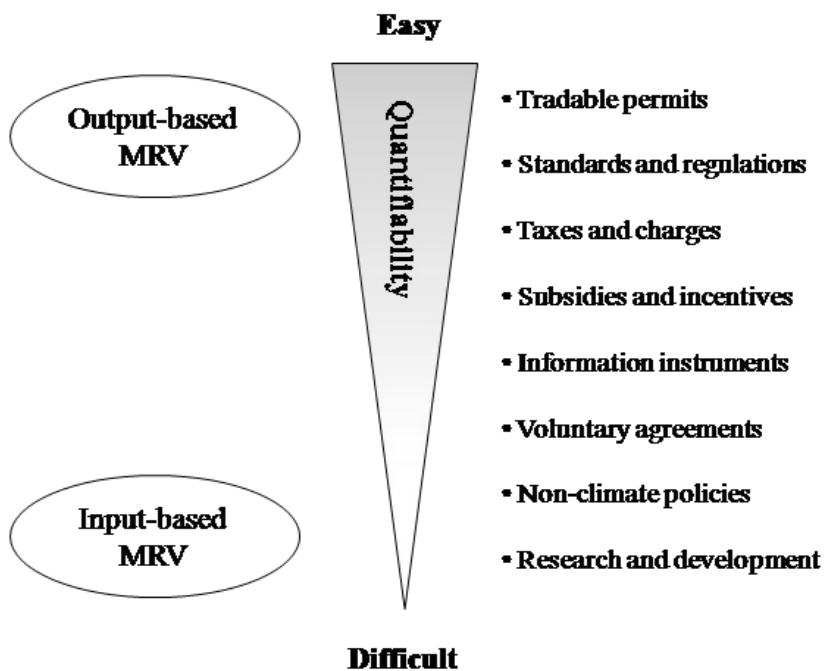 Easy
Output-based
MRV
Quantifiability
• Tradable permits
• Standards and regulations
• Taxes and charges
• Subsidies and incentives
• Information instruments
• Voluntary agreements
• Non-climate policies
• Research and development
Input-based
MRV
Difficult